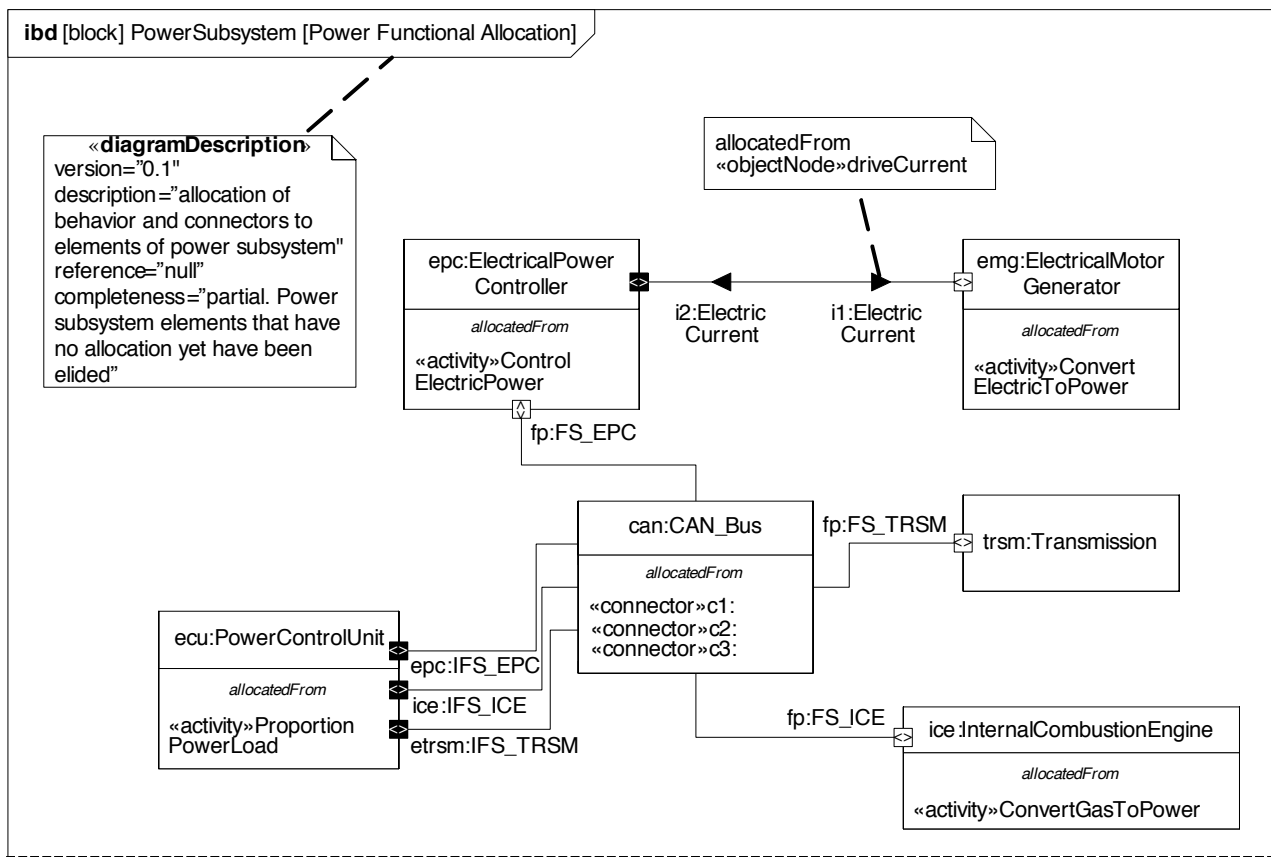 ibd [block] PowerSubsystem [Power Functional Allocation]
«diagramDescription»
version="0.1"
description="allocation of
behavior and connectors to
elements of power subsystem"
reference="null"
completeness="partial. Power
subsystem elements that have
no allocation yet have been
elided"
allocatedFrom
«objectNode»driveCurrent
epc:ElectricalPower
Controller
allocatedFrom
«activity»Control
ElectricPower
i2:Electric
Current
i1:Electric
Current
emg:ElectricalMotor
Generator
allocatedFrom
«activity»Convert
ElectricToPower
fp:FS_EPC
can:CAN_Bus
allocatedFrom
«connector»c1:
«connector»c2:
«connector»c3:
fp:FS_TRSM
trsm:Transmission
ecu:PowerControlUnit
allocatedFrom
«activity»Proportion
PowerLoad
epc:IFS_EPC
ice:IFS_ICE
etrsm:IFS_TRSM
fp:FS_ICE
ice:InternalCombustionEngine
allocatedFrom
«activity»ConvertGasToPower